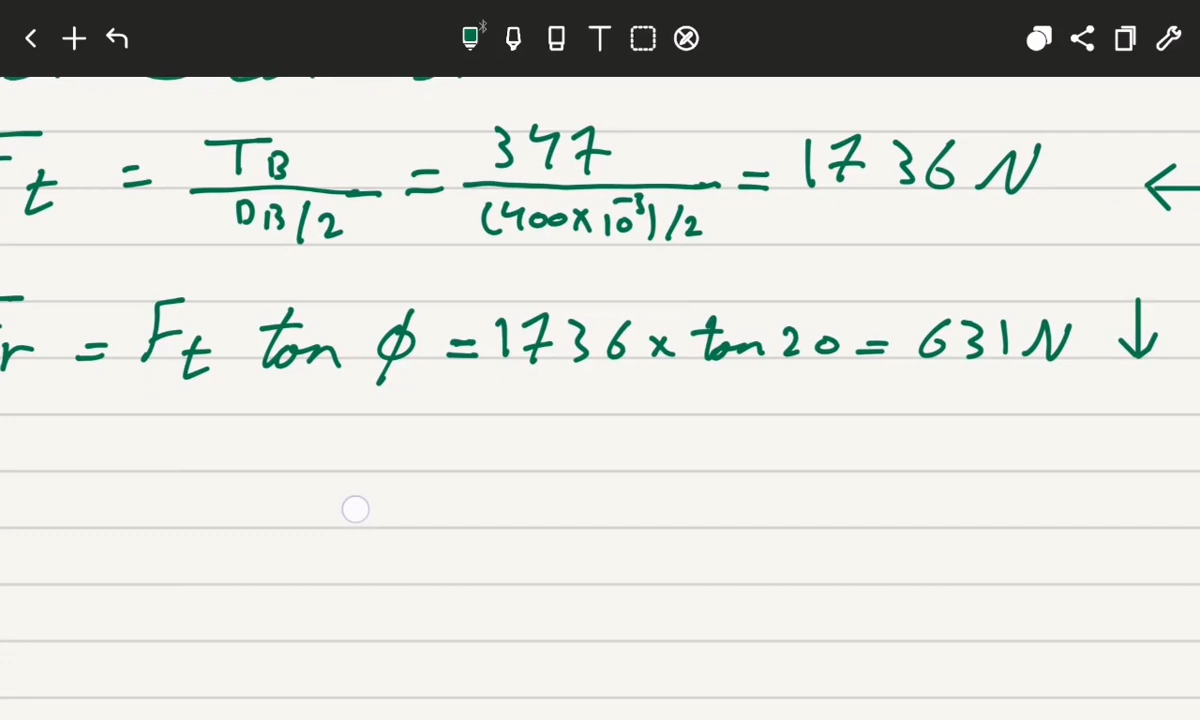 Ft = TB / (DB/2) = 347 / ((400×10⁻³)/2) = 1736 N ←
Fr = Ft tan ϕ = 1736 × tan 20 = 631 N ↓